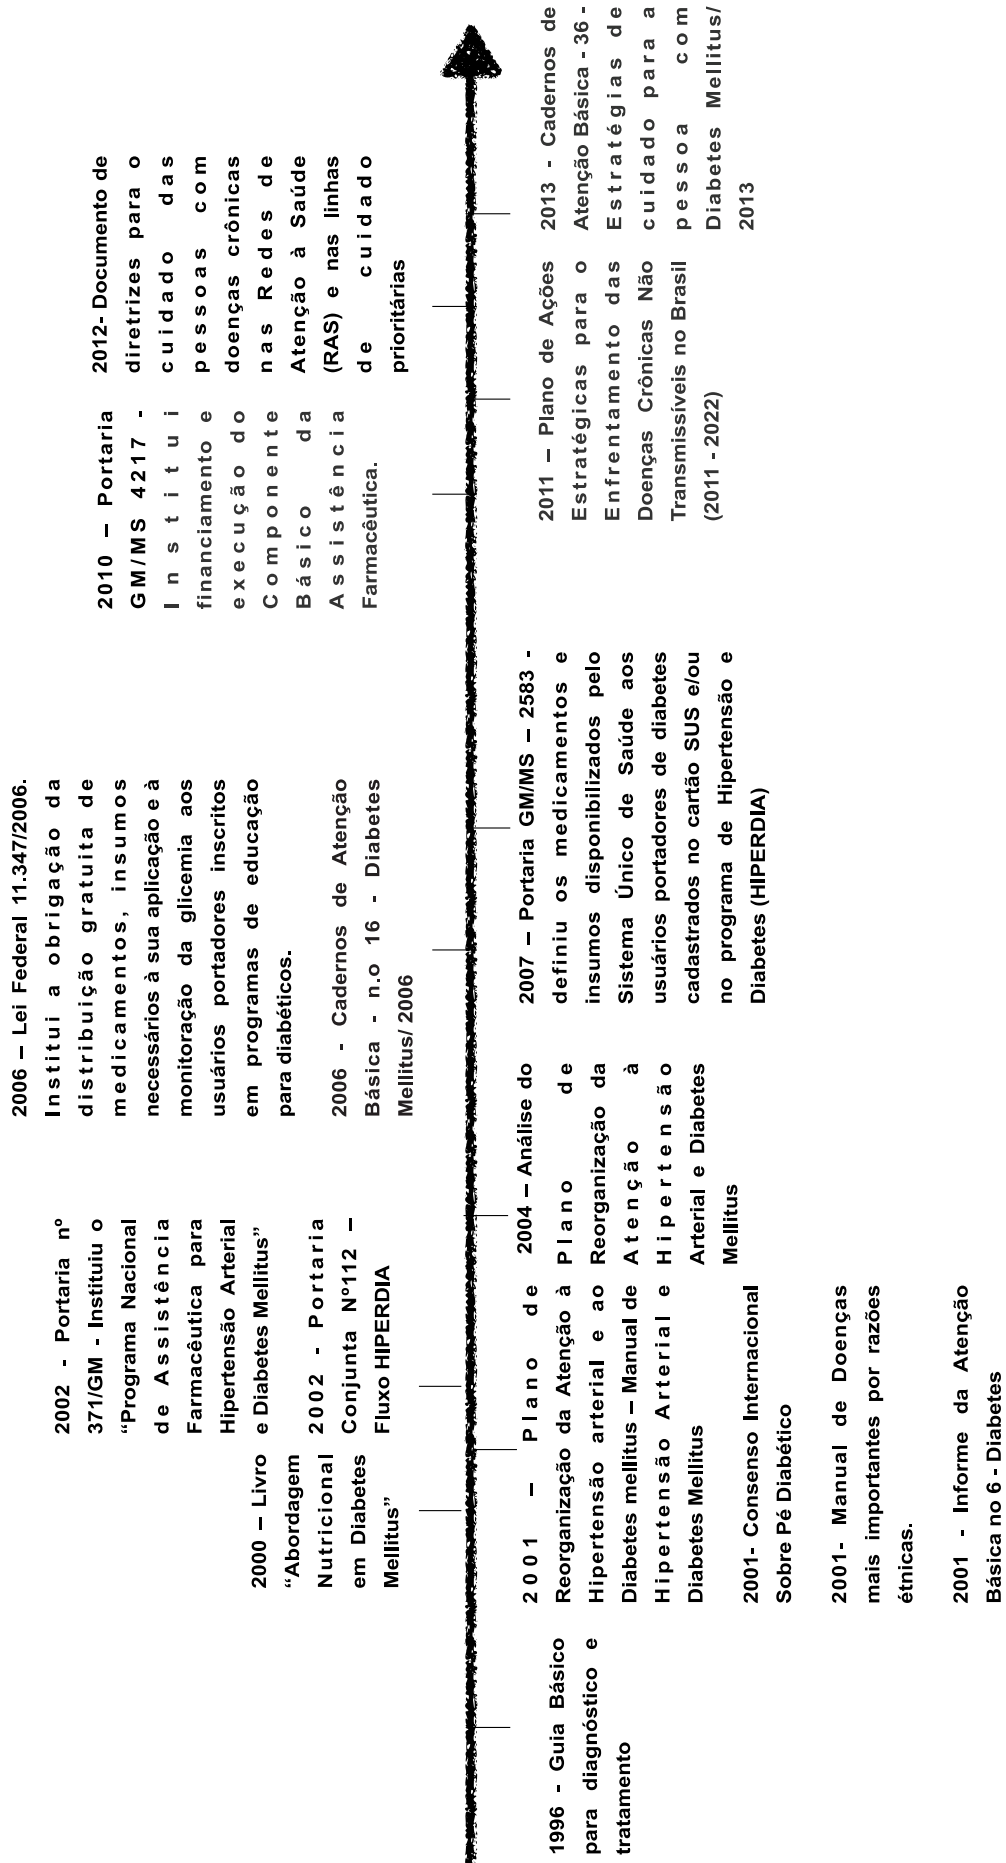 1996 - Guia Básico
para diagnóstico e
tratamento
2000 – Livro
“Abordagem
Nutricional
em Diabetes
Mellitus”
2001 – Plano de
Reorganização da Atenção à
Hipertensão arterial e ao
Diabetes mellitus – Manual de
Hipertensão Arterial e
Diabetes Mellitus
2001- Consenso Internacional
Sobre Pé Diabético
2001- Manual de Doenças
mais importantes por razões
étnicas.
2001 - Informe da Atenção
Básica no 6 - Diabetes
2002 - Portaria nº
371/GM - Instituiu o
“Programa Nacional
de Assistência
Farmacêutica para
Hipertensão Arterial
e Diabetes Mellitus”
2002 - Portaria
Conjunta Nº112 –
Fluxo HIPERDIA
2004 – Análise do
Plano de
Reorganização da
Atenção à
Hipertensão
Arterial e Diabetes
Mellitus
2006 – Lei Federal 11.347/2006.
Institui a obrigação da
distribuição gratuita de
medicamentos, insumos
necessários à sua aplicação e à
monitoração da glicemia aos
usuários portadores inscritos
em programas de educação
para diabéticos.
2006 - Cadernos de Atenção
Básica - n.o 16 - Diabetes
Mellitus/ 2006
2007 – Portaria GM/MS – 2583 -
definiu os medicamentos e
insumos disponibilizados pelo
Sistema Único de Saúde aos
usuários portadores de diabetes
cadastrados no cartão SUS e/ou
no programa de Hipertensão e
Diabetes (HIPERDIA)
2010 – Portaria
GM/MS 4217 -
Institui
financiamento e
execução do
Componente
Básico da
Assistência
Farmacêutica.
2011 – Plano de Ações
Estratégicas para o
Enfrentamento das
Doenças Crônicas Não
Transmissíveis no Brasil
(2011 - 2022)
2012- Documento de
diretrizes para o
cuidado das
pessoas com
doenças crônicas
nas Redes de
Atenção à Saúde
(RAS) e nas linhas
de cuidado
prioritárias
2013 - Cadernos de
Atenção Básica - 36 -
Estratégias de
cuidado para a
pessoa com
Diabetes Mellitus/
2013